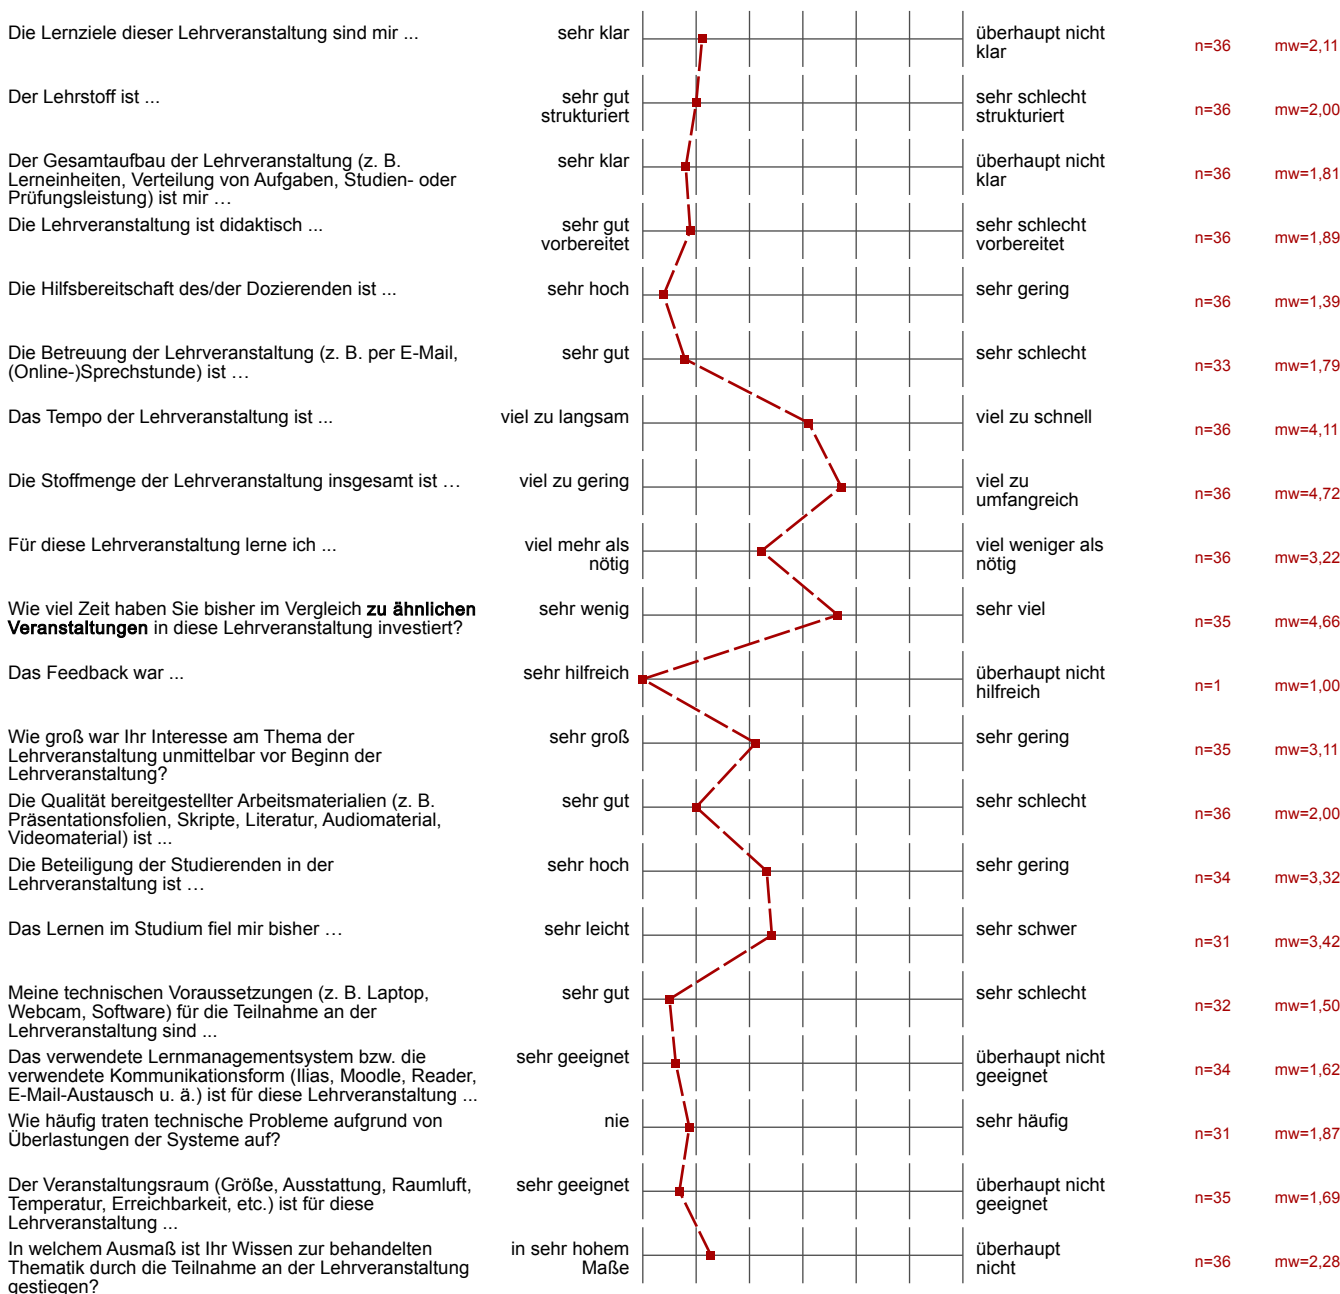 Die Lernziele dieser Lehrveranstaltung sind mir ...
sehr klar
überhaupt nicht
klar
n=36
mw=2,11
Der Lehrstoff ist ...
sehr gut
strukturiert
sehr schlecht
strukturiert
n=36
mw=2,00
Der Gesamtaufbau der Lehrveranstaltung (z. B.
Lerneinheiten, Verteilung von Aufgaben, Studien- oder
Prüfungsleistung) ist mir …
sehr klar
überhaupt nicht
klar
n=36
mw=1,81
Die Lehrveranstaltung ist didaktisch ...
sehr gut
vorbereitet
sehr schlecht
vorbereitet
n=36
mw=1,89
Die Hilfsbereitschaft des/der Dozierenden ist ...
sehr hoch
sehr gering
n=36
mw=1,39
Die Betreuung der Lehrveranstaltung (z. B. per E-Mail,
(Online-)Sprechstunde) ist …
sehr gut
sehr schlecht
n=33
mw=1,79
Das Tempo der Lehrveranstaltung ist ...
viel zu langsam
viel zu schnell
n=36
mw=4,11
Die Stoffmenge der Lehrveranstaltung insgesamt ist …
viel zu gering
viel zu
umfangreich
n=36
mw=4,72
Für diese Lehrveranstaltung lerne ich ...
viel mehr als
nötig
viel weniger als
nötig
n=36
mw=3,22
Wie viel Zeit haben Sie bisher im Vergleich zu ähnlichen
Veranstaltungen in diese Lehrveranstaltung investiert?
sehr wenig
sehr viel
n=35
mw=4,66
Das Feedback war ...
sehr hilfreich
überhaupt nicht
hilfreich
n=1
mw=1,00
Wie groß war Ihr Interesse am Thema der
Lehrveranstaltung unmittelbar vor Beginn der
Lehrveranstaltung?
sehr groß
sehr gering
n=35
mw=3,11
Die Qualität bereitgestellter Arbeitsmaterialien (z. B.
Präsentationsfolien, Skripte, Literatur, Audiomaterial,
Videomaterial) ist ...
sehr gut
sehr schlecht
n=36
mw=2,00
Die Beteiligung der Studierenden in der
Lehrveranstaltung ist …
sehr hoch
sehr gering
n=34
mw=3,32
Das Lernen im Studium fiel mir bisher …
sehr leicht
sehr schwer
n=31
mw=3,42
Meine technischen Voraussetzungen (z. B. Laptop,
Webcam, Software) für die Teilnahme an der
Lehrveranstaltung sind ...
sehr gut
sehr schlecht
n=32
mw=1,50
Das verwendete Lernmanagementsystem bzw. die
verwendete Kommunikationsform (Ilias, Moodle, Reader,
E-Mail-Austausch u. ä.) ist für diese Lehrveranstaltung ...
sehr geeignet
überhaupt nicht
geeignet
n=34
mw=1,62
Wie häufig traten technische Probleme aufgrund von
Überlastungen der Systeme auf?
nie
sehr häufig
n=31
mw=1,87
Der Veranstaltungsraum (Größe, Ausstattung, Raumluft,
Temperatur, Erreichbarkeit, etc.) ist für diese
Lehrveranstaltung ...
sehr geeignet
überhaupt nicht
geeignet
n=35
mw=1,69
In welchem Ausmaß ist Ihr Wissen zur behandelten
Thematik durch die Teilnahme an der Lehrveranstaltung
gestiegen?
in sehr hohem
Maße
überhaupt
nicht
n=36
mw=2,28